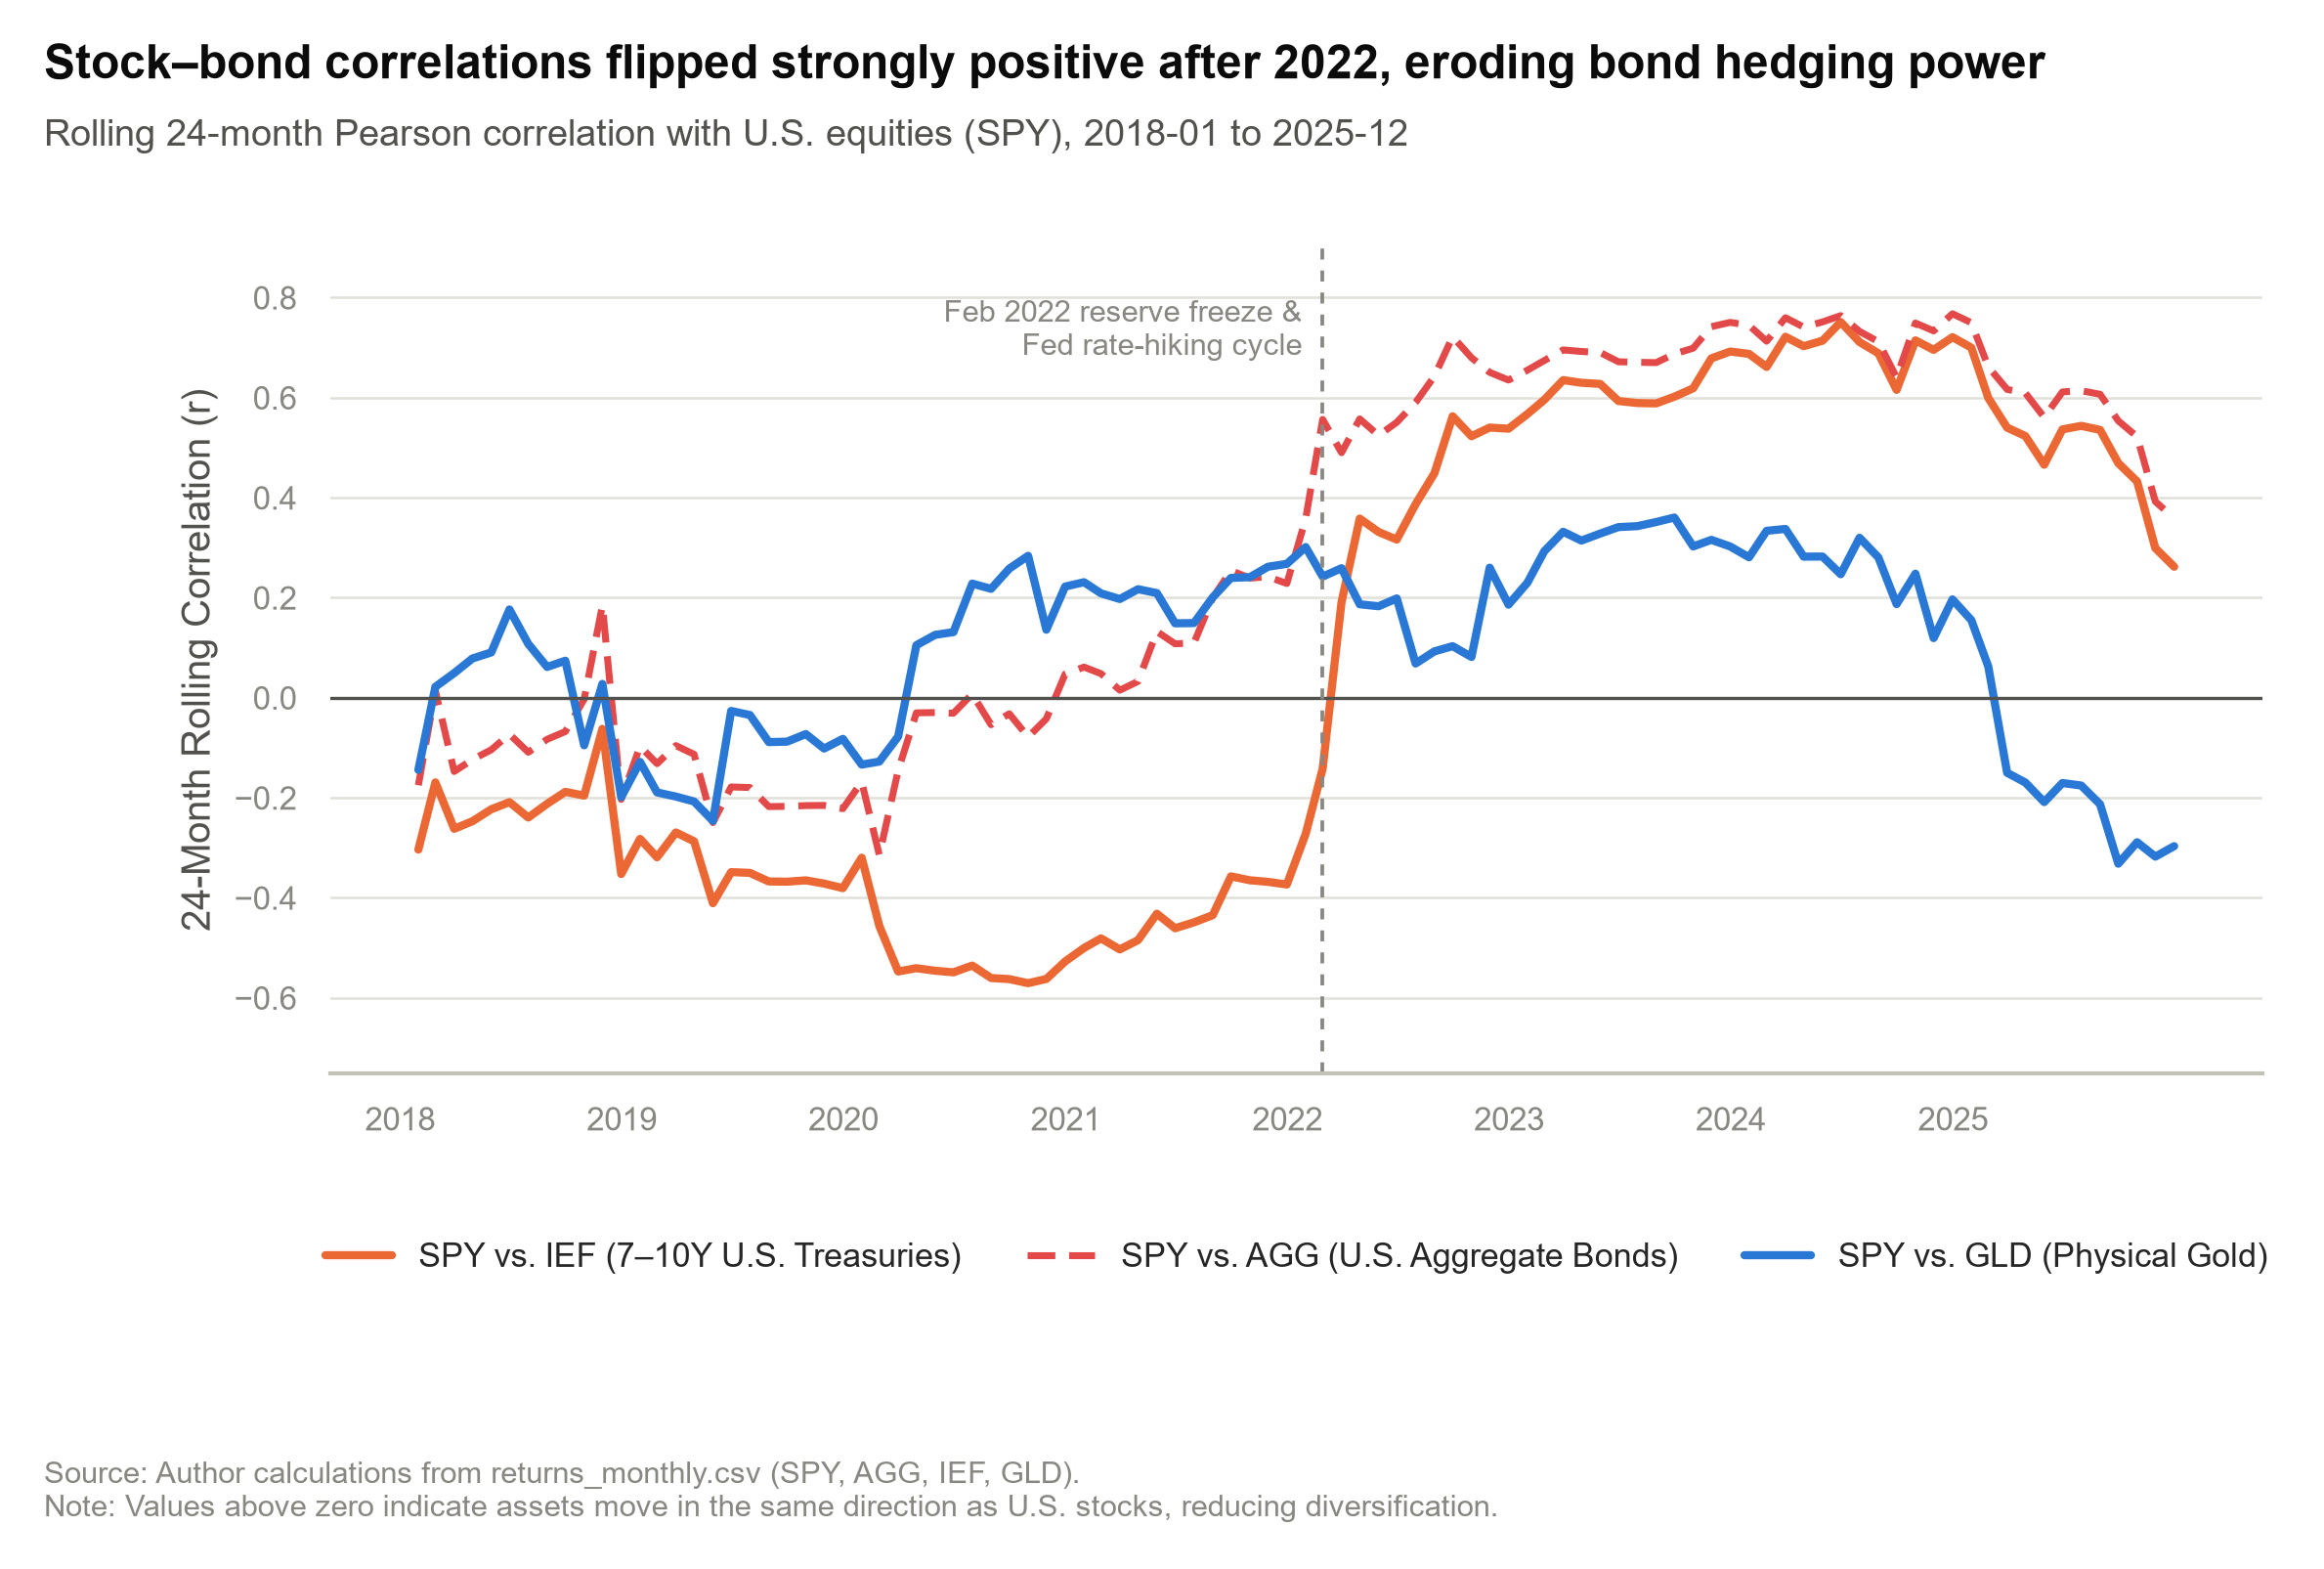 Stock–bond correlations flipped strongly positive after 2022, eroding bond hedging power
Rolling 24-month Pearson correlation with U.S. equities (SPY), 2018-01 to 2025-12
24-Month Rolling Correlation (r)
0.8
0.6
0.4
0.2
0.0
−0.2
−0.4
−0.6
Feb 2022 reserve freeze &
Fed rate-hiking cycle
2018 2019 2020 2021 2022 2023 2024 2025
SPY vs. IEF (7–10Y U.S. Treasuries) SPY vs. AGG (U.S. Aggregate Bonds) SPY vs. GLD (Physical Gold)
Source: Author calculations from returns_monthly.csv (SPY, AGG, IEF, GLD).
Note: Values above zero indicate assets move in the same direction as U.S. stocks, reducing diversification.